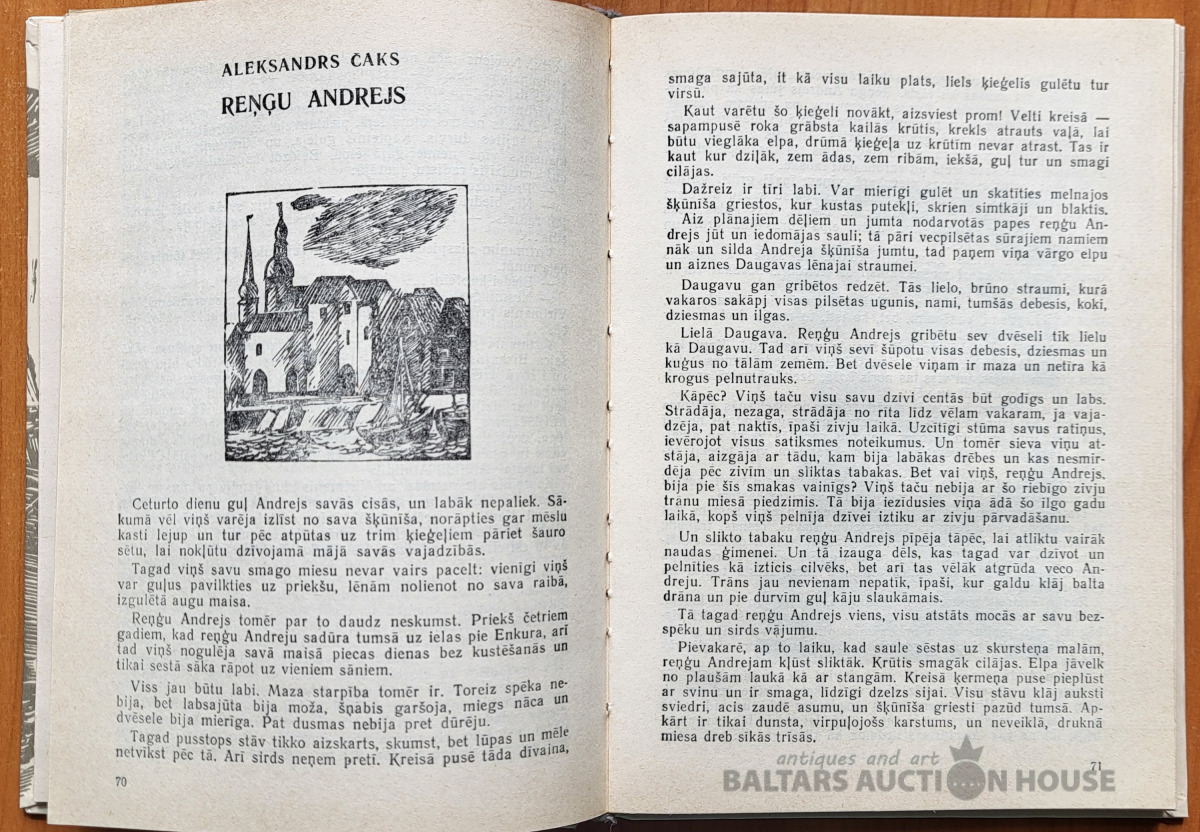 ALEKSANDRS ČAKS
REŅĢU ANDREJS
Ceturto dienu guļ Andrejs savās cisās, un labāk nepaliek. Sā-
kumā vēl viņš varēja izlīst no sava šķūnīša, norāpties gar mēslu
kasti lejup un tur pēc atpūtas uz trim ķieģeļiem pāriet šauro
sētu, lai nokļūtu dzīvojamā mājā savās vajadzībās.
Tagad viņš savu smago miesu nevar vairs pacelt: vienīgi viņš
var guļus pavilkties uz priekšu, lēnām nolienot no sava raibā,
izgulētā augu maisa.
Reņģu Andrejs tomēr par to daudz neskumst. Priekš četriem
gadiem, kad reņģu Andreju sadūra tumsā uz ielas pie Enkura, arī
tad viņš nogulēja savā maisā piecas dienas bez kustēšanās un
tikai sestā sāka rāpot uz vieniem sāniem.
Viss jau būtu labi. Maza starpība tomēr ir. Toreiz spēka ne-
bija, bet labsajūta bija moža, šņabis garšoja, miegs nāca un
dvēsele bija mierīga. Pat dusmas nebija pret dūrēju.
Tagad pusstops stāv tikko aizskarts, skumst, bet lūpas un mēle
netvīkst pēc tā. Arī sirds neņem pretī. Kreisā pusē tāda dīvaina,
70
smaga sajūta, it kā visu laiku plats, liels ķieģelis gulētu tur
virsū.
Kaut varētu šo ķieģeli novākt, aizsviest prom! Velti kreisā —
sapampusē roka grābsta kailās krūtis, krekls atrauts vaļā, lai
būtu vieglāka elpa, drūmā ķieģeļa uz krūtīm nevar atrast. Tas ir
kaut kur dziļāk, zem ādas, zem ribām, iekšā, guļ tur un smagi
cilājas.
Dažreiz ir tīri labi. Var mierīgi gulēt un skatīties melnajos
šķūnīša griestos, kur kustas putekļi, skrien simtkāji un blaktis.
Aiz plānajiem dēļiem un jumta nodarvotās papes reņģu An-
drejs jūt un iedomājas sauli; tā pāri vecpilsētas sūrajiem namiem
nāk un silda Andreja šķūnīša jumtu, tad paņem viņa vārgo elpu
un aiznes Daugavas lēnajai straumei.
Daugavu gan gribētos redzēt. Tās lielo, brūno straumi, kurā
vakaros sakāpj visas pilsētas ugunis, nami, tumšās debesis, koki,
dziesmas un ilgas.
Lielā Daugava. Reņģu Andrejs gribētu sev dvēseli tik lielu
kā Daugavu. Tad arī viņš sevī šūpotu visas debesis, dziesmas un
kuģus no tālām zemēm. Bet dvēsele viņam ir maza un netīra kā
krogus pelnutrauks.
Kāpēc? Viņš taču visu savu dzīvi centās būt godīgs un labs.
Strādāja, nezaga, strādāja no rīta līdz vēlam vakaram, ja vaja-
dzēja, pat naktīs, īpaši zivju laikā. Uzcītīgi stūma savus ratiņus,
ievērojot visus satiksmes noteikumus. Un tomēr sieva viņu at-
stāja, aizgāja ar tādu, kam bija labākas drēbes un kas nesmir-
dēja pēc zivīm un sliktas tabakas. Bet vai viņš, reņģu Andrejs,
bija pie šīs smakas vainīgs? Viņš taču nebija ar šo riebīgo zivju
trānu miesā piedzimis. Tā bija iezīdusies viņa ādā šo ilgo gadu
laikā, kopš viņš pelnīja dzīvei iztiku ar zivju pārvadāšanu.
Un slikto tabaku reņģu Andrejs pīpēja tāpēc, lai atliktu vairāk
naudas ģimenei. Un tā izauga dēls, kas tagad var dzīvot un
pelnīties kā izticis cilvēks, bet arī tas vēlāk atgrūda veco An-
dreju. Trāns jau nevienam nepatīk, īpaši, kur galdu klāj balta
drāna un pie durvīm guļ kāju slaukāmais.
Tā tagad reņģu Andrejs viens, visu atstāts mocās ar savu bez-
spēku un sirds vājumu.
Pievakarē, ap to laiku, kad saule sēstas uz skursteņa malām,
reņģu Andrejam kļūst sliktāk. Krūtis smagāk cilājas. Elpa jāvelk
no plaušām laukā kā ar stangām. Kreisā ķermeņa puse pieplūst
ar svinu un ir smaga, līdzīgi dzelzs sijai. Visu stāvu klāj auksti
sviedri, acis zaudē asumu, un šķūnīša griesti pazūd tumsā. Ap-
kārt ir tikai dunsta, virpuļojošs karstums, un neveiklā, druknā
miesa dreb sīkās trīsās.
71
antiques and art
BALTARS AUCTION HOUSE